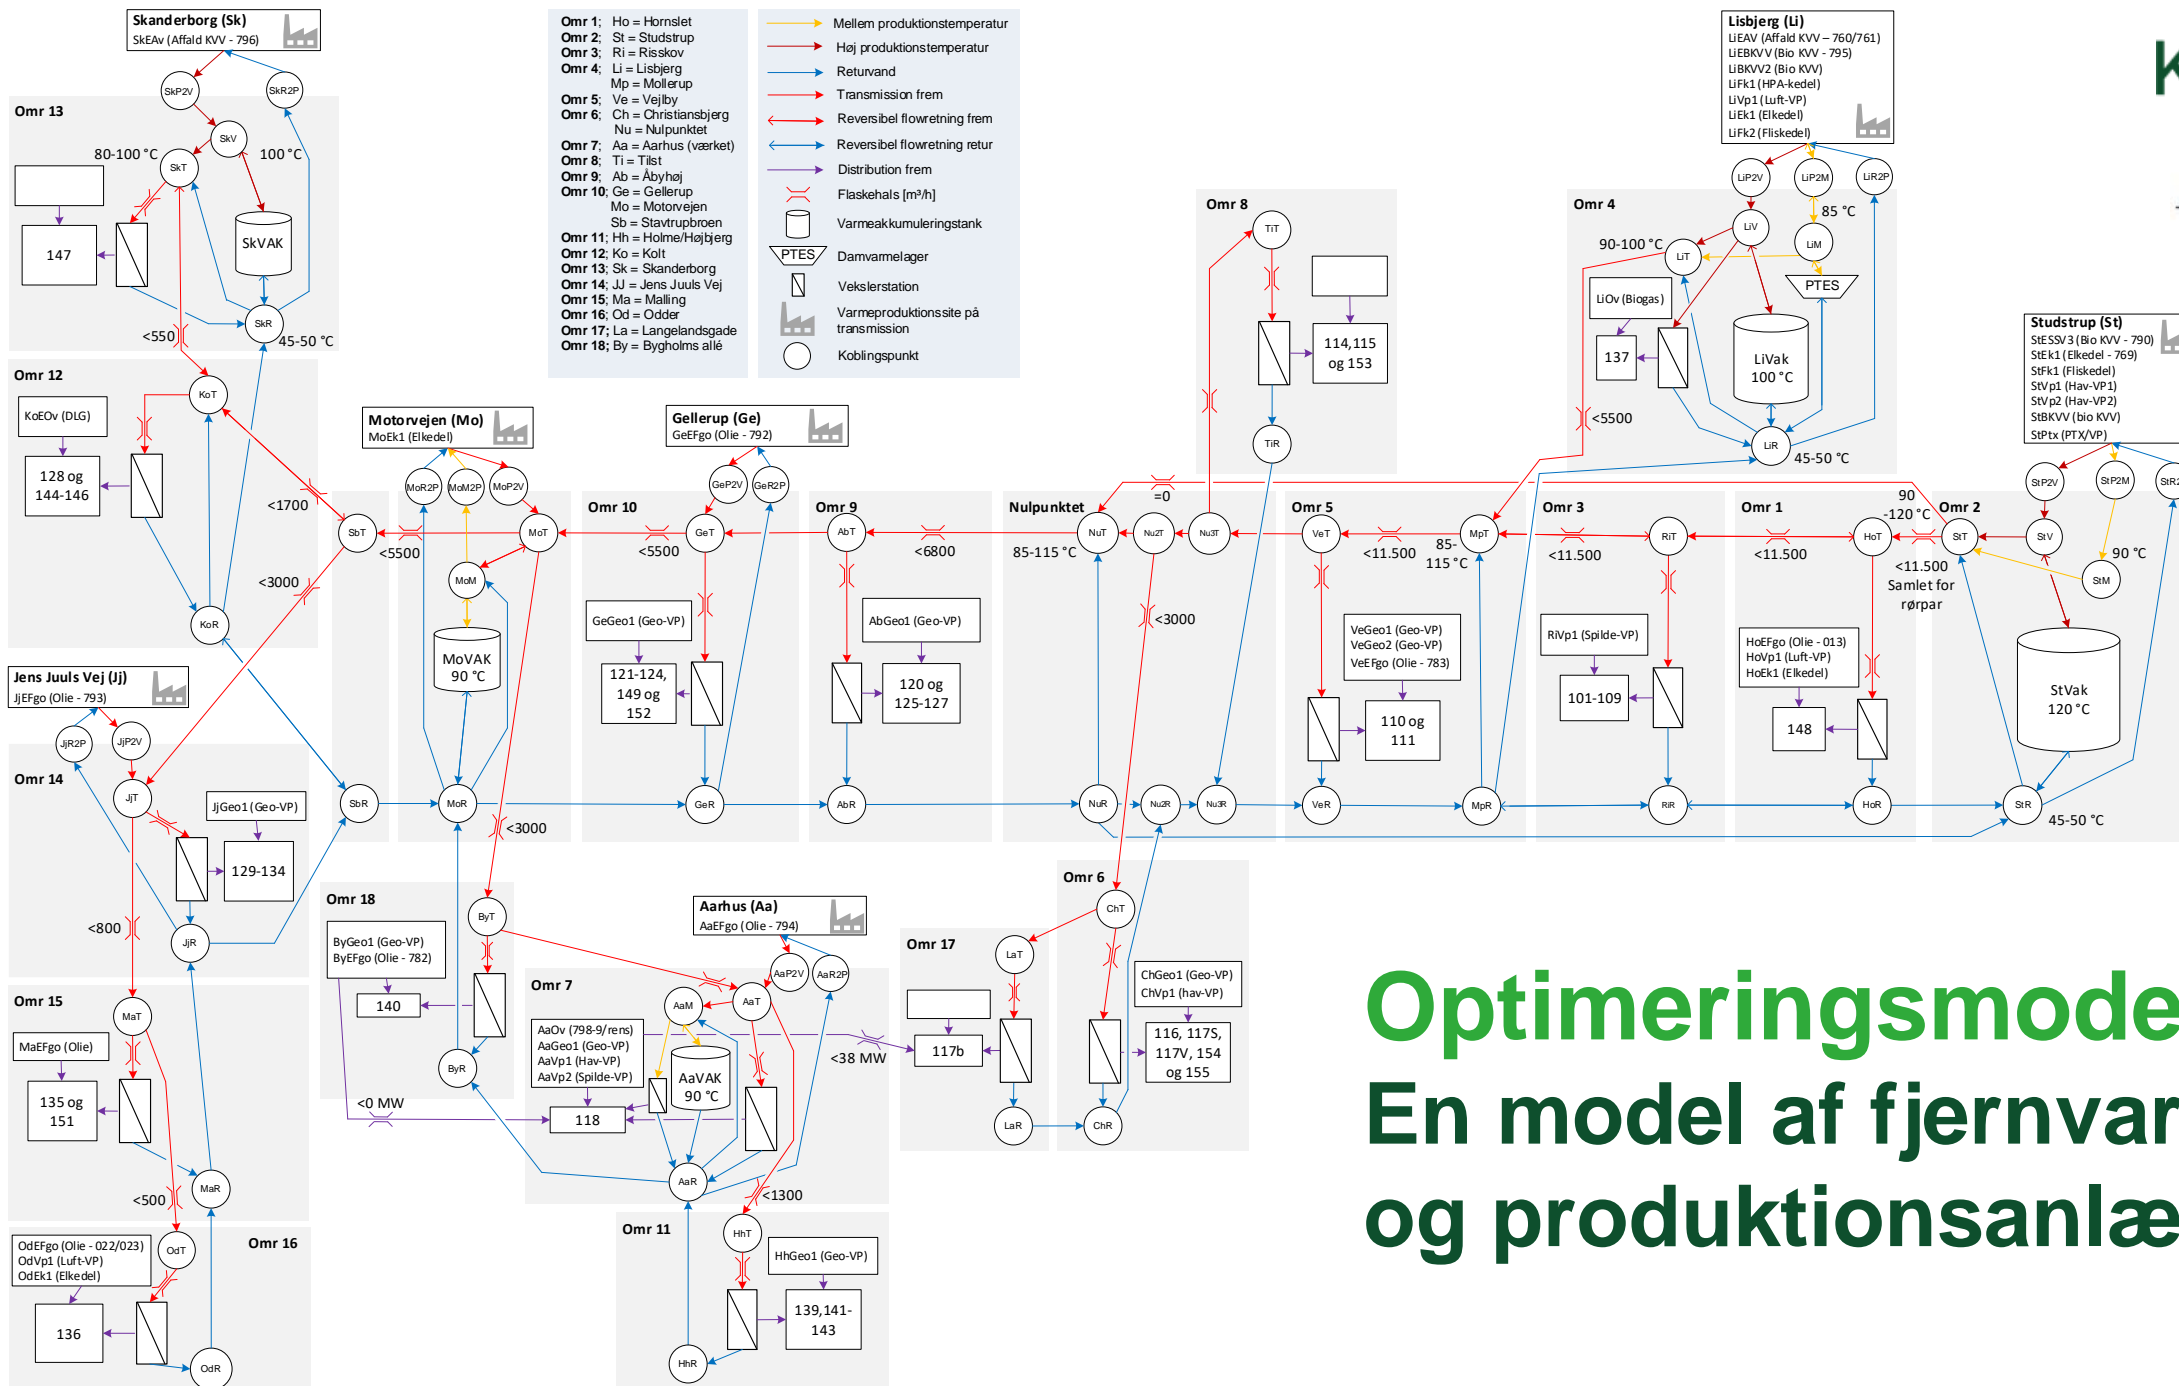 Skanderborg (Sk)
SkEAv (Affald KVV - 796)
SkP2V
SkR2P
Omr 13
SkV
80-100 °C
100 °C
SkT
147
SkVAK
SkR
<550
45-50 °C
Omr 12
KoT
KoEOv (DLG)
128 og
144-146
<1700
KoR
<3000
Omr 1; Ho = Hornslet
Omr 2; St = Studstrup
Omr 3; Ri = Risskov
Omr 4; Li = Lisbjerg
Mp = Mollerup
Omr 5; Ve = Vejlby
Omr 6; Ch = Christiansbjerg
Nu = Nulpunktet
Omr 7; Aa = Aarhus (værket)
Omr 8; Ti = Tilst
Omr 9; Ab = Åbyhøj
Omr 10; Ge = Gellerup
Mo = Motorvejen
Sb = Stavtrupbroen
Omr 11; Hh = Holme/Højbjerg
Omr 12; Ko = Kolt
Omr 13; Sk = Skanderborg
Omr 14; JJ = Jens Juuls Vej
Omr 15; Ma = Malling
Omr 16; Od = Odder
Omr 17; La = Langelandsgade
Omr 18; By = Bygholms allé
Mellem produktionstemperatur
Høj produktionstemperatur
Returvand
Transmission frem
Reversibel flowretning frem
Reversibel flowretning retur
Distribution frem
Flaskehals [m³/h]
Varmeakkumuleringstank
PTES
Damvarmelager
Vekslerstation
Varmeproduktionssite på
transmission
Koblingspunkt
Omr 8
TiT
114,115
og 153
TiR
Lisbjerg (Li)
LiEAV (Affald KVV – 760/761)
LiEBKVV (Bio KVV - 795)
LiBKVV2 (Bio KVV)
LiFk1 (HPA-kedel)
LiVp1 (Luft-VP)
LiEk1 (Elkedel)
LiFk2 (Fliskedel)
LiP2V
LiP2M
LiR2P
Omr 4
85 °C
LiV
LiM
90-100 °C
LiT
PTES
LiOv (Biogas)
137
LiVak
100 °C
<5500
LiR
45-50 °C
K
Studstrup (St)
StESSV3 (Bio KVV - 790)
StEk1 (Elkedel - 769)
StFk1 (Fliskedel)
StVp1 (Hav-VP1)
StVp2 (Hav-VP2)
StBKVV (bio KVV)
StPtx (PTX/VP)
StP2V
StP2M
StR2
Motorvejen (Mo)
MoEk1 (Elkedel)
MoR2P
MoM2P
MoP2V
SbT
<5500
MoT
MoM
MoVAK
90 °C
SbR
MoR
<3000
Gellerup (Ge)
GeEFgo (Olie - 792)
GeP2V
GeR2P
Omr 10
GeT
<5500
GeGeo1 (Geo-VP)
121-124,
149 og
152
GeR
Omr 9
AbT
<6800
AbGeo1 (Geo-VP)
120 og
125-127
AbR
Nulpunktet
=0
NuT
Nu2T
Nu3T
85-115 °C
<3000
NuR
Nu2R
Nu3R
Omr 5
VeT
<11.500
MpT
85-
115 °C
VeGeo1 (Geo-VP)
VeGeo2 (Geo-VP)
VeEFgo (Olie - 783)
110 og
111
VeR
MpR
Omr 3
<11.500
RiT
RiVp1 (Spilde-VP)
101-109
RiR
Omr 1
<11.500
HoT
HoEFgo (Olie - 013)
HoVp1 (Luft-VP)
HoEk1 (Elkedel)
148
HoR
90
-120 °C
Omr 2
StT
StV
<11.500
Samlet for
rørpar
90 °C
StM
StVak
120 °C
StR
45-50 °C
Jens Juuls Vej (Jj)
JjEFgo (Olie - 793)
JjR2P
JjP2V
Omr 14
JjT
JjGeo1 (Geo-VP)
129-134
<800
JjR
Omr 15
MaT
MaEFgo (Olie)
135 og
151
<500
MaR
OdEFgo (Olie - 022/023)
OdVp1 (Luft-VP)
OdEk1 (Elkedel)
OdT
Omr 16
136
OdR
Omr 18
ByT
ByGeo1 (Geo-VP)
ByEFgo (Olie - 782)
140
ByR
<0 MW
Aarhus (Aa)
AaEFgo (Olie - 794)
AaP2V
AaR2P
Omr 7
AaM
AaT
AaOv (798-9/rens)
AaGeo1 (Geo-VP)
AaVp1 (Hav-VP)
AaVp2 (Spilde-VP)
118
AaVAK
90 °C
<38 MW
AaR
<1300
Omr 11
HhT
HhGeo1 (Geo-VP)
139,141-
143
HhR
Omr 17
LaT
117b
LaR
Omr 6
ChT
ChGeo1 (Geo-VP)
ChVp1 (hav-VP)
116, 117S,
117V, 154
og 155
ChR
Optimeringsmode
En model af fjernvar
og produktionsanlæ